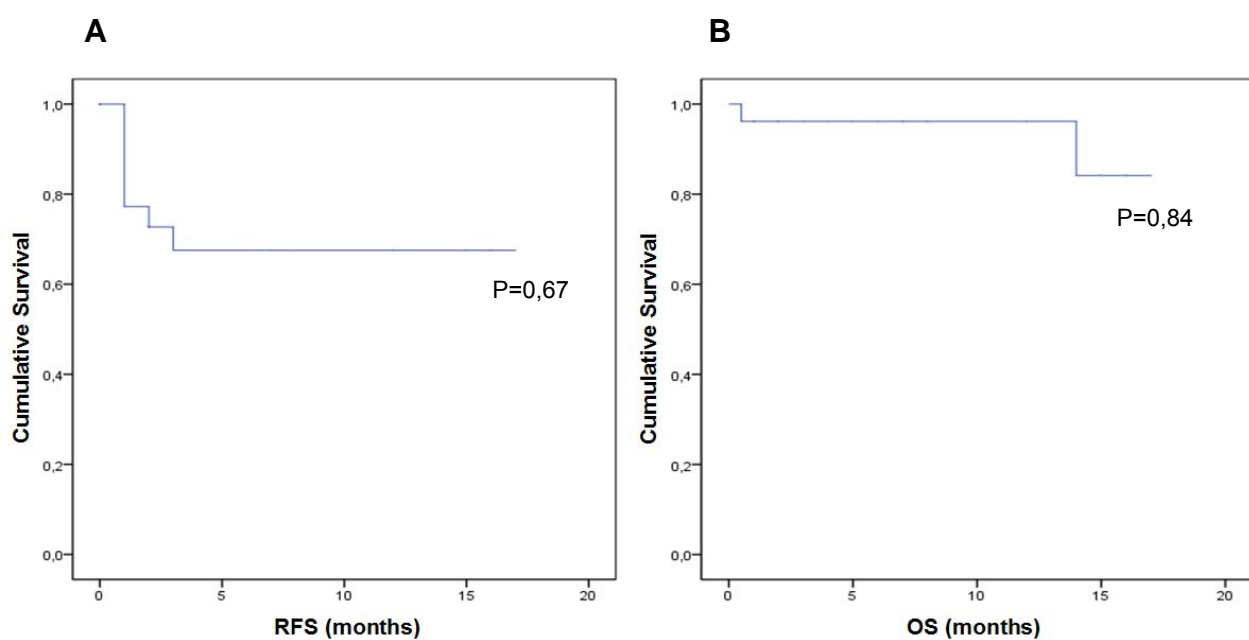 A
1,0
0,8
0,6
0,4
0,2
0,0
Cumulative Survival
P=0,67
0 5 10 15 20
RFS (months)
B
1,0
0,8
0,6
0,4
0,2
0,0
Cumulative Survival
P=0,84
0 5 10 15 20
OS (months)